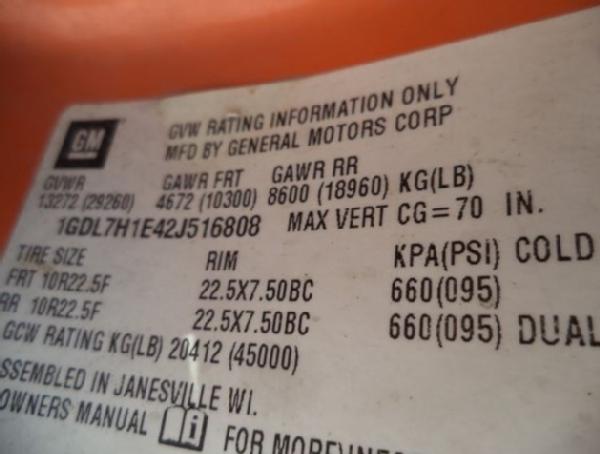 GM
GVW RATING INFORMATION ONLY
MFD BY GENERAL MOTORS CORP
GVWR GAWR FRT GAWR RR
13272 (29260) 4672 (10300) 8600 (18960) KG(LB)
1GDL7H1E42J516808 MAX VERT CG=70 IN.
TIRE SIZE RIM KPA(PSI) COLD
FRT 10R22.5F 22.5X7.50BC 660(095)
RR 10R22.5F 22.5X7.50BC 660(095) DUAL
GCW RATING KG(LB) 20412 (45000)
SSEMBLED IN JANESVILLE WI.
OWNERS MANUAL i FOR MORE